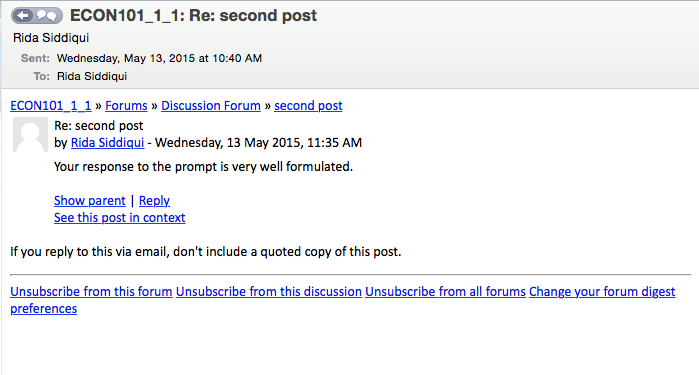 ECON101_1_1: Re: second post
Rida Siddiqui
Sent: Wednesday, May 13, 2015 at 10:40 AM
To: Rida Siddiqui
ECON101_1_1 » Forums » Discussion Forum » second post
Re: second post
by Rida Siddiqui - Wednesday, 13 May 2015, 11:35 AM
Your response to the prompt is very well formulated.
Show parent | Reply
See this post in context
If you reply to this via email, don't include a quoted copy of this post.
Unsubscribe from this forum Unsubscribe from this discussion Unsubscribe from all forums Change your forum digest
preferences